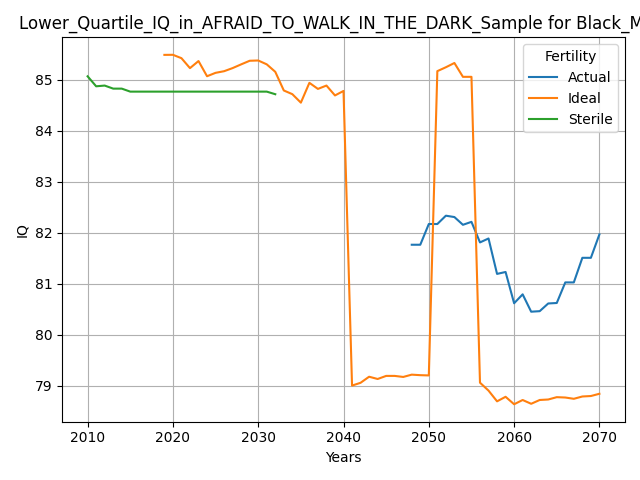 Lower_Quartile_IQ_in_AFRAID_TO_WALK_IN_THE_DARK_Sample for Black_M
Fertility
Actual
Ideal
Sterile
IQ
85
84
83
82
81
80
79
2010 2020 2030 2040 2050 2060 2070
Years